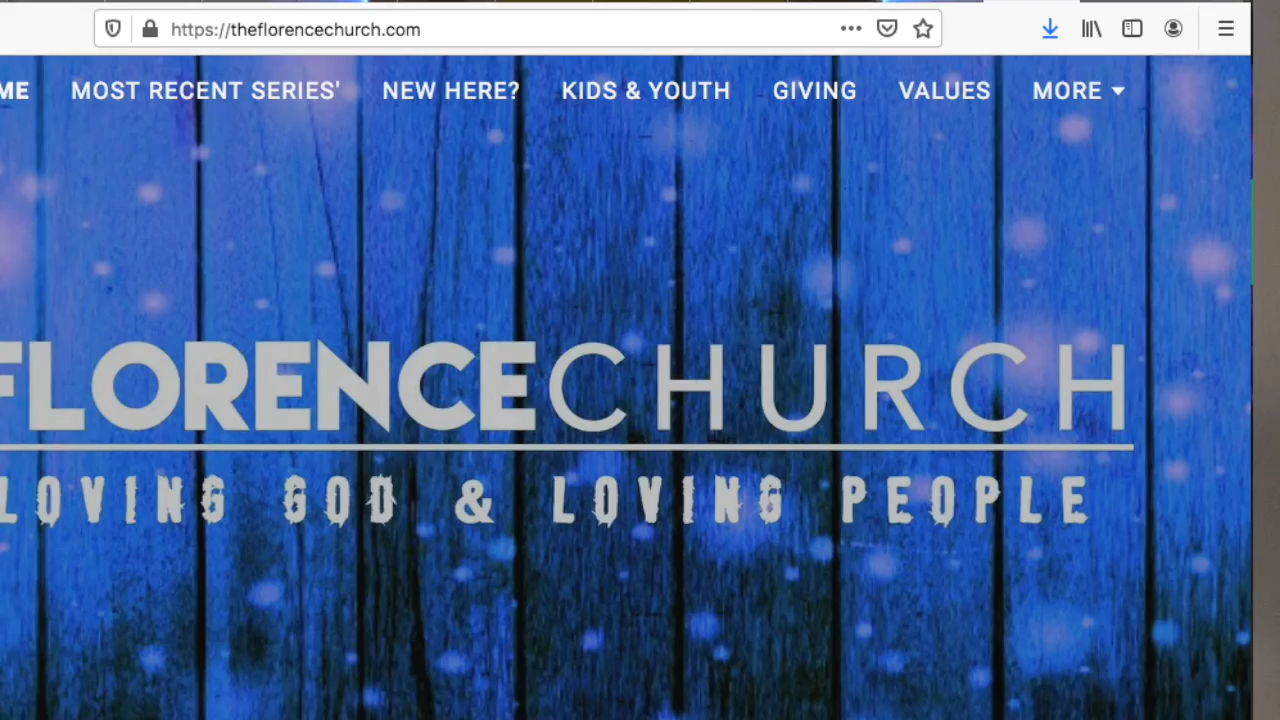 https://theflorencechurch.com
ME MOST RECENT SERIES' NEW HERE? KIDS & YOUTH GIVING VALUES MORE
FLORENCECHURCH
LOVING GOD & LOVING PEOPLE